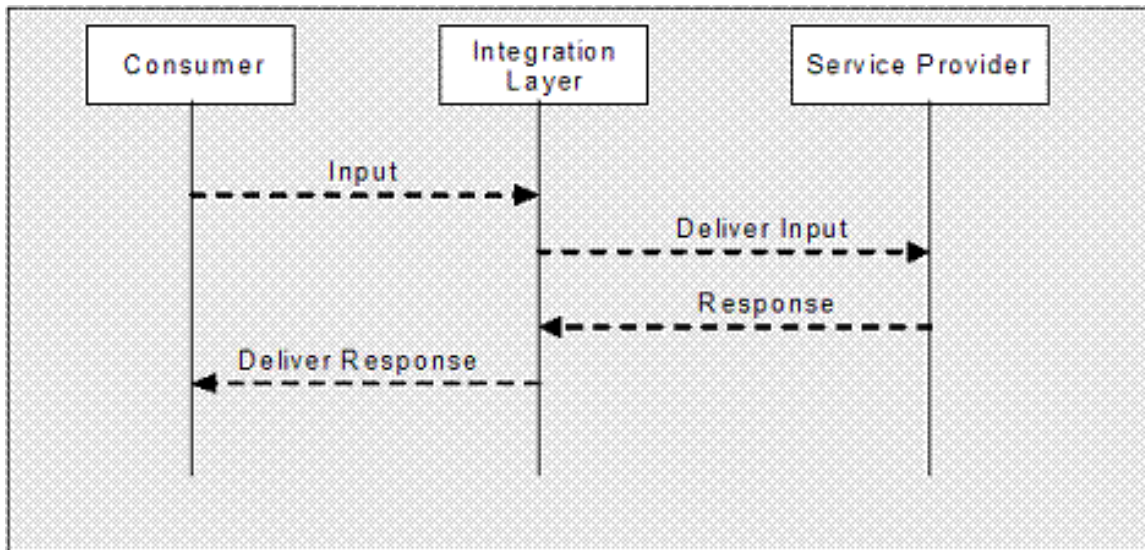 Consumer
Integration
Layer
Service Provider
Input
Deliver Input
Response
Deliver Response